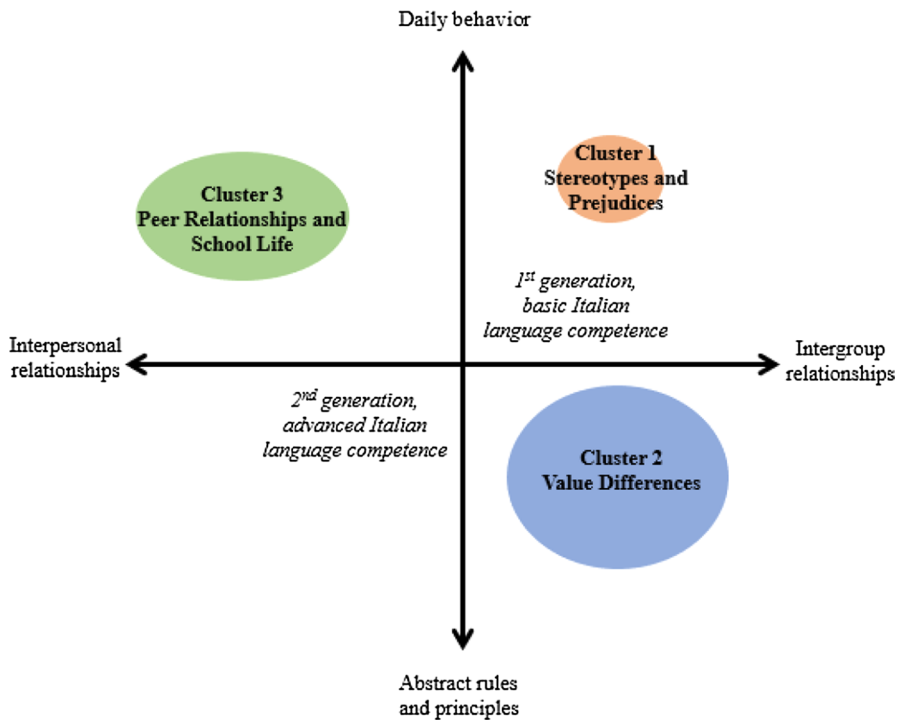 Daily behavior
Cluster 1
Stereotypes and
Prejudices
Cluster 3
Peer Relationships and
School Life
1st generation,
basic Italian
language competence
Interpersonal
relationships
Intergroup
relationships
2nd generation,
advanced Italian
language competence
Cluster 2
Value Differences
Abstract rules
and principles